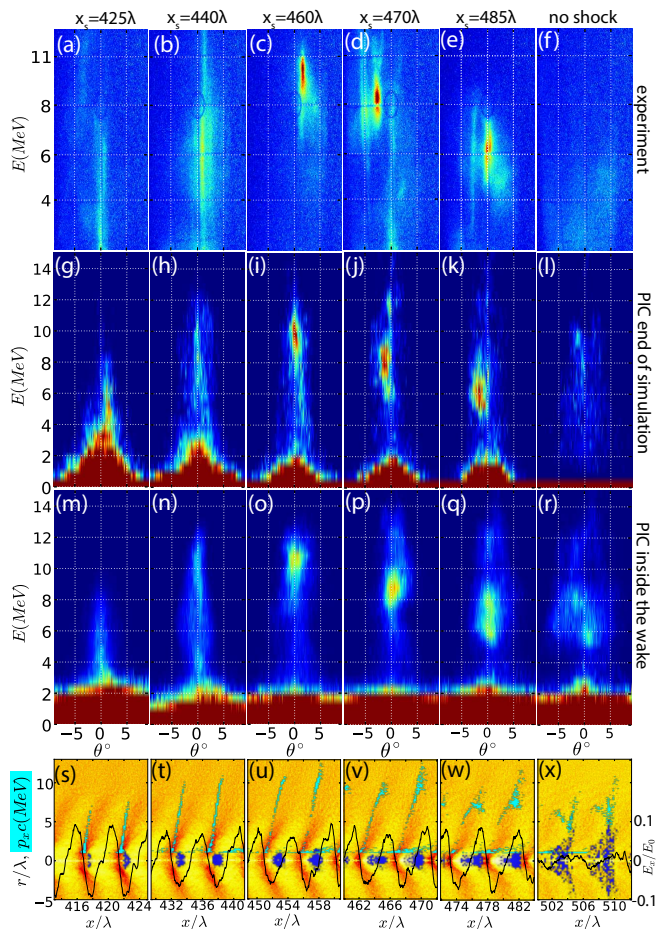 x_s=425λ x_s=440λ x_s=460λ x_s=470λ x_s=485λ no shock
(a) (b) (c) (d) (e) (f)
11
8
6
4
E(MeV)
experiment
(g) (h) (i) (j) (k) (l)
14
12
10
8
6
4
2
0
E(MeV)
PIC end of simulation
(m) (n) (o) (p) (q) (r)
14
12
10
8
6
4
2
0
E(MeV)
PIC inside the wake
−5 0 5 −5 0 5 −5 0 5 −5 0 5 −5 0 5 −5 0 5
θ° θ° θ° θ° θ° θ°
(s) (t) (u) (v) (w) (x)
10
5
0
−5
r/λ, p_xc(MeV)
0.1
0
-0.1
E_x/E_0
412 416 420 424 428 432 436 440 450 454 458 462 466 470 474 478 482 502 506 510
x/λ x/λ x/λ x/λ x/λ x/λ